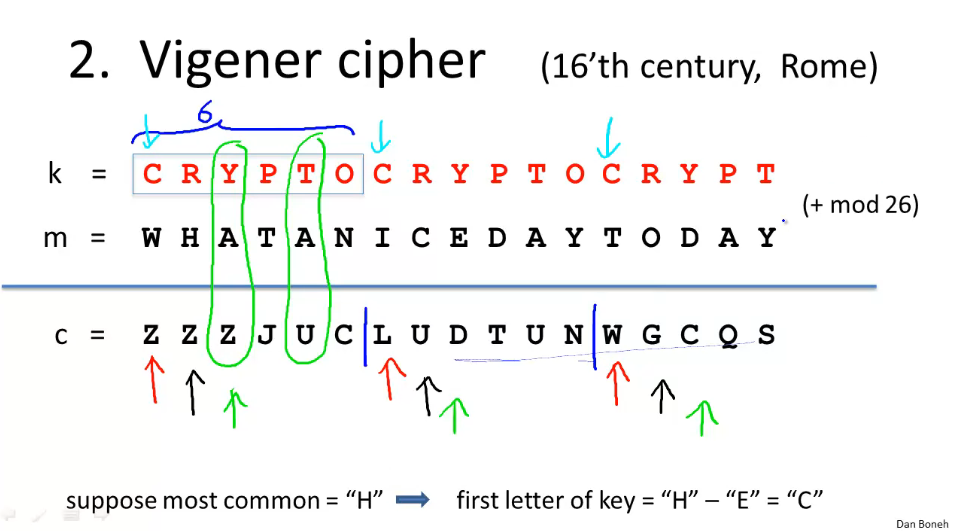 2. Vigener cipher (16'th century, Rome)
6
k = C R Y P T O C R Y P T O C R Y P T
(+ mod 26)
m = W H A T A N I C E D A Y T O D A Y
c = Z Z Z J U C L U D T U N W G C Q S
suppose most common = “H” first letter of key = “H” – “E” = “C”
Dan Boneh